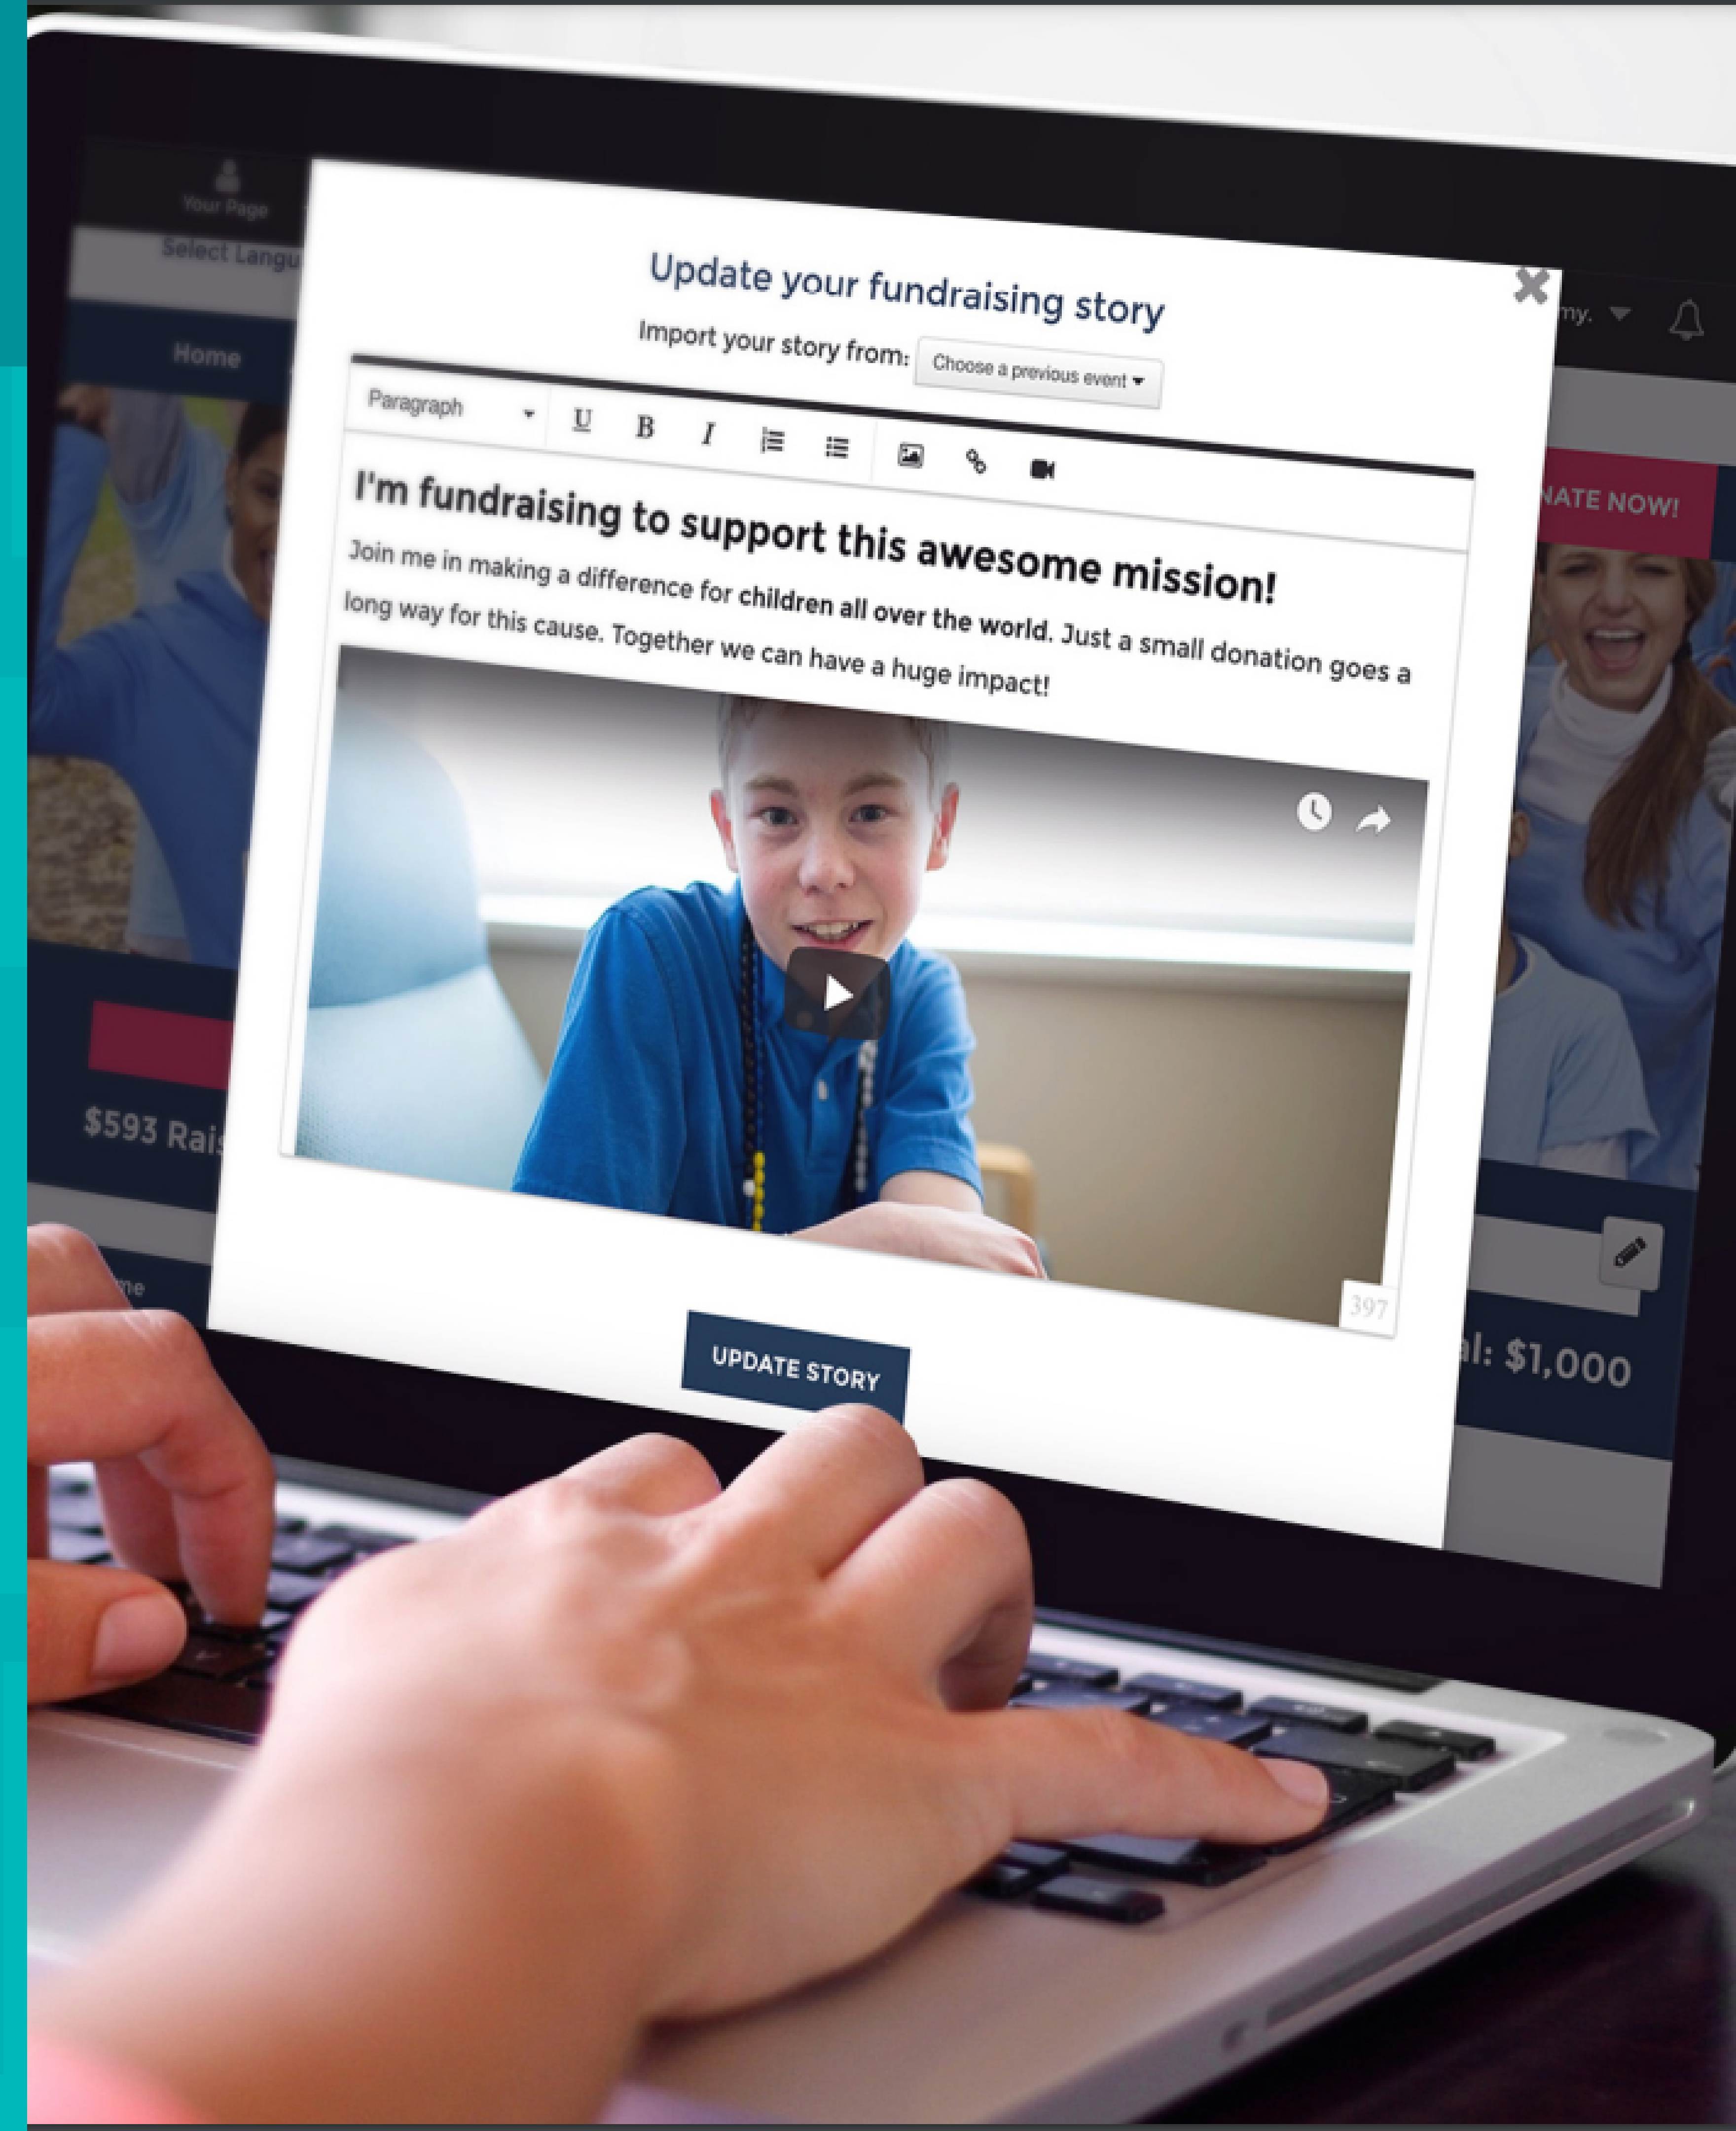 Your Page
Select Langu
my.
Home
NATE NOW!
Update your fundraising story
Import your story from: Choose a previous event
Paragraph U B I
I'm fundraising to support this awesome mission!
Join me in making a difference for children all over the world. Just a small donation goes a
long way for this cause. Together we can have a huge impact!
397
$593 Rais
al: $1,000
me
UPDATE STORY